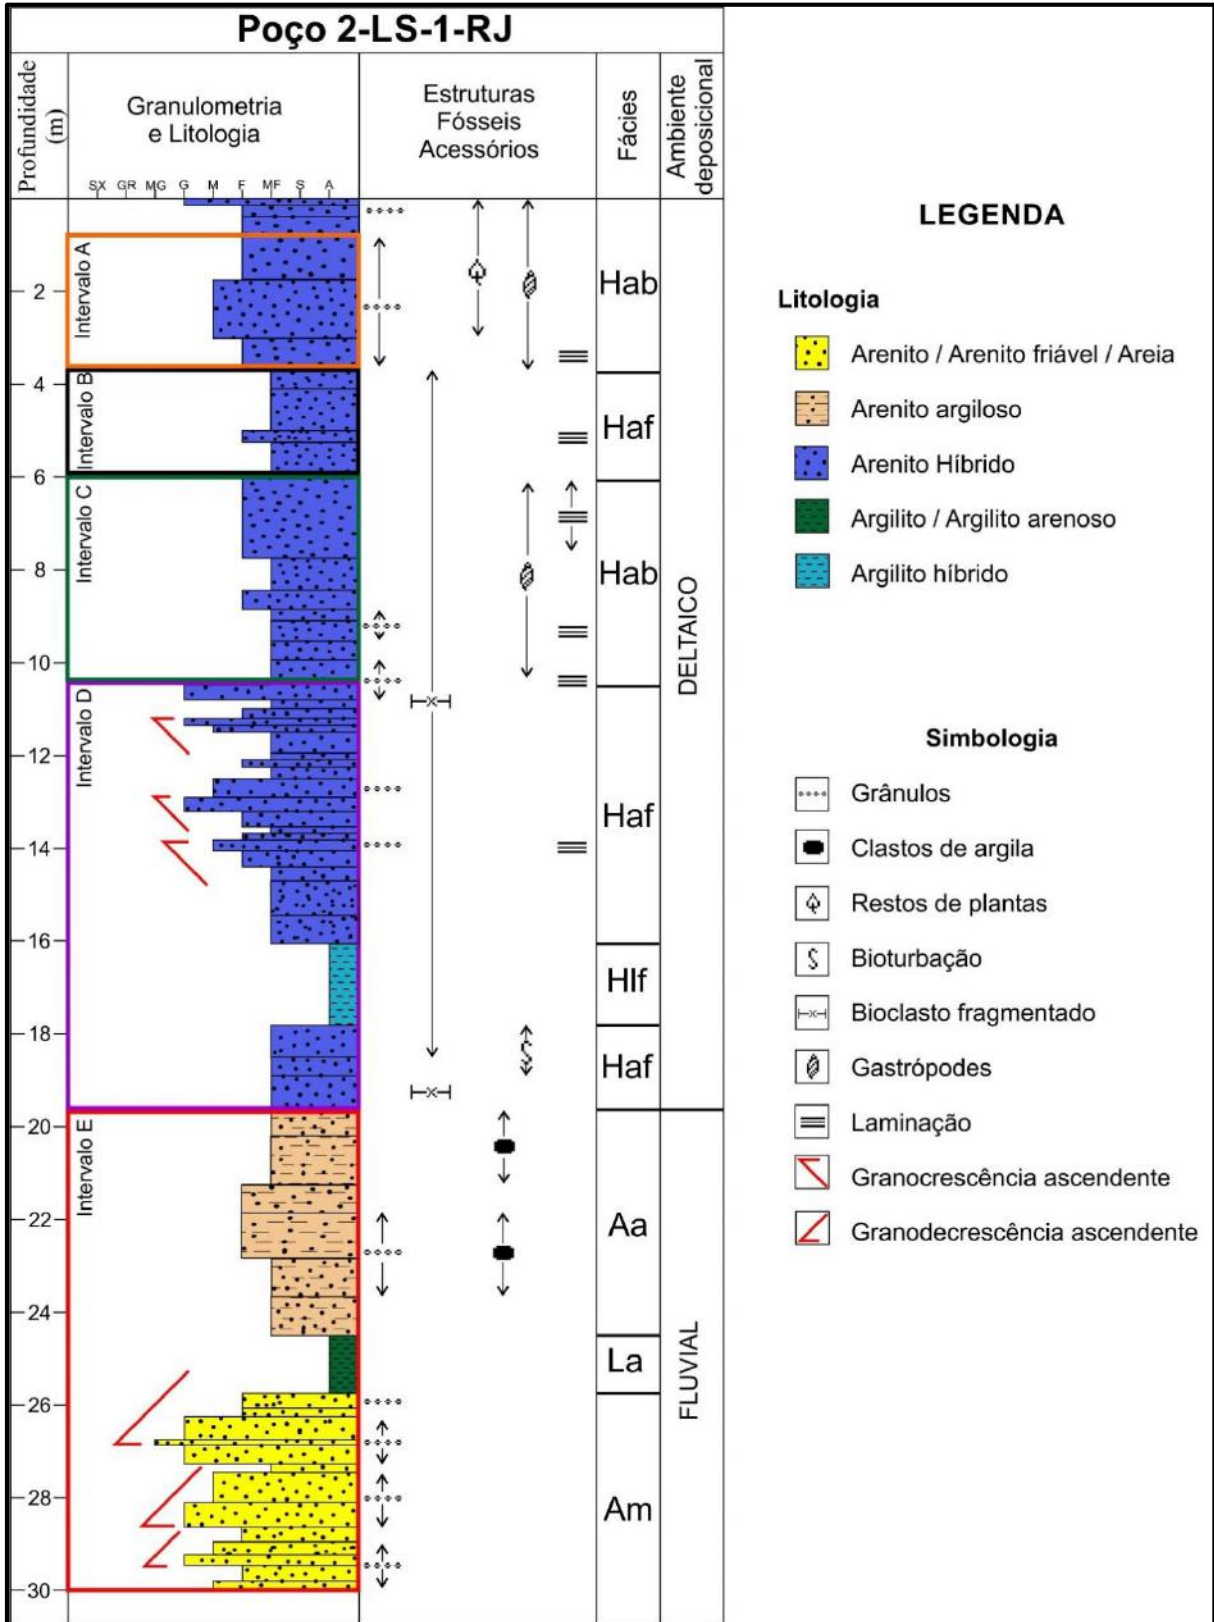 Poço 2-LS-1-RJ
Profundidade
(m)
Granulometria
e Litologia
Estruturas
Fósseis
Acessórios
Fácies
Ambiente
deposicional
SX GR MG G M F MF S A
Intervalo A
2
Hab
4
Intervalo B
Haf
6
Intervalo C
8
Hab
10
DELTAICO
Intervalo D
12
Haf
14
16
Hlf
18
Haf
20
Intervalo E
22
Aa
24
La
FLUVIAL
26
28
Am
30
LEGENDA
Litologia
Arenito / Arenito friável / Areia
Arenito argiloso
Arenito Híbrido
Argilito / Argilito arenoso
Argilito híbrido
Simbologia
Grânulos
Clastos de argila
Restos de plantas
Bioturbação
Bioclasto fragmentado
Gastrópodes
Laminação
Granocrescência ascendente
Granodecrescência ascendente